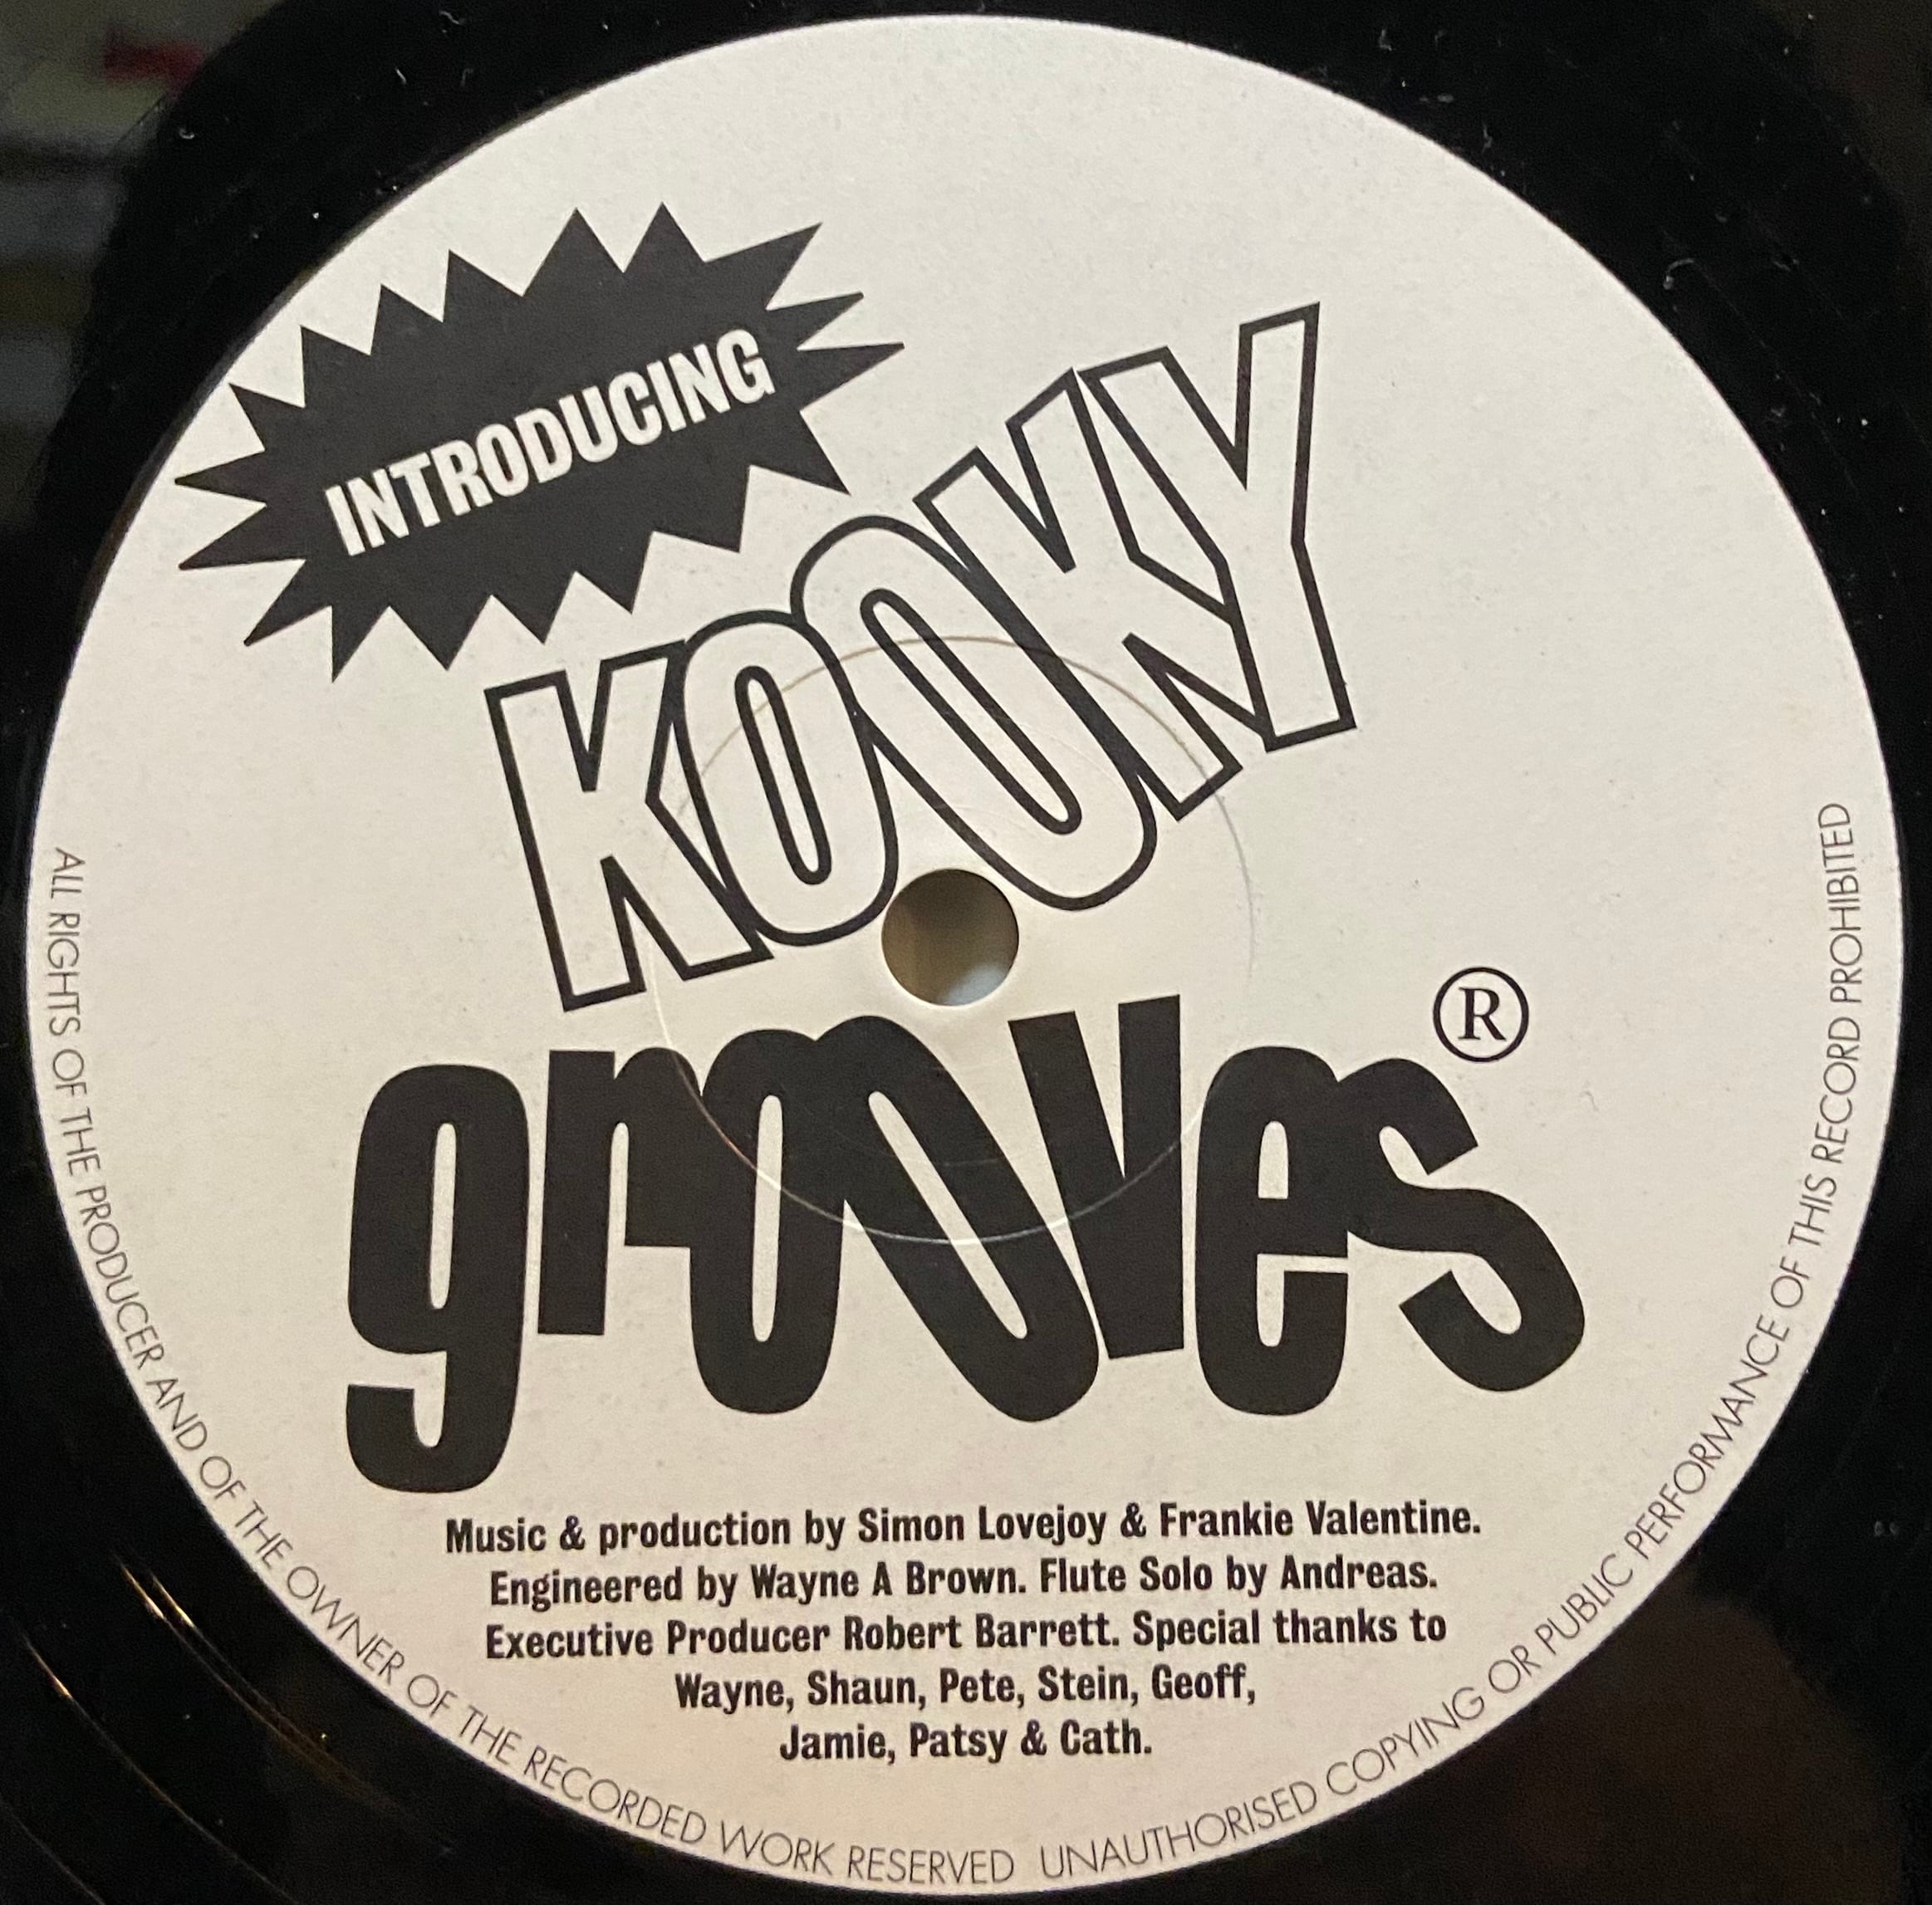 INTRODUCING
KOOKY
grooves
®
Music & production by Simon Lovejoy & Frankie Valentine.
Engineered by Wayne A Brown. Flute Solo by Andreas.
Executive Producer Robert Barrett. Special thanks to
Wayne, Shaun, Pete, Stein, Geoff,
Jamie, Patsy & Cath.
ALL RIGHTS OF THE PRODUCER AND OF THE OWNER OF THE RECORDED WORK RESERVED UNAUTHORISED COPYING OR PUBLIC PERFORMANCE OF THIS RECORD PROHIBITED